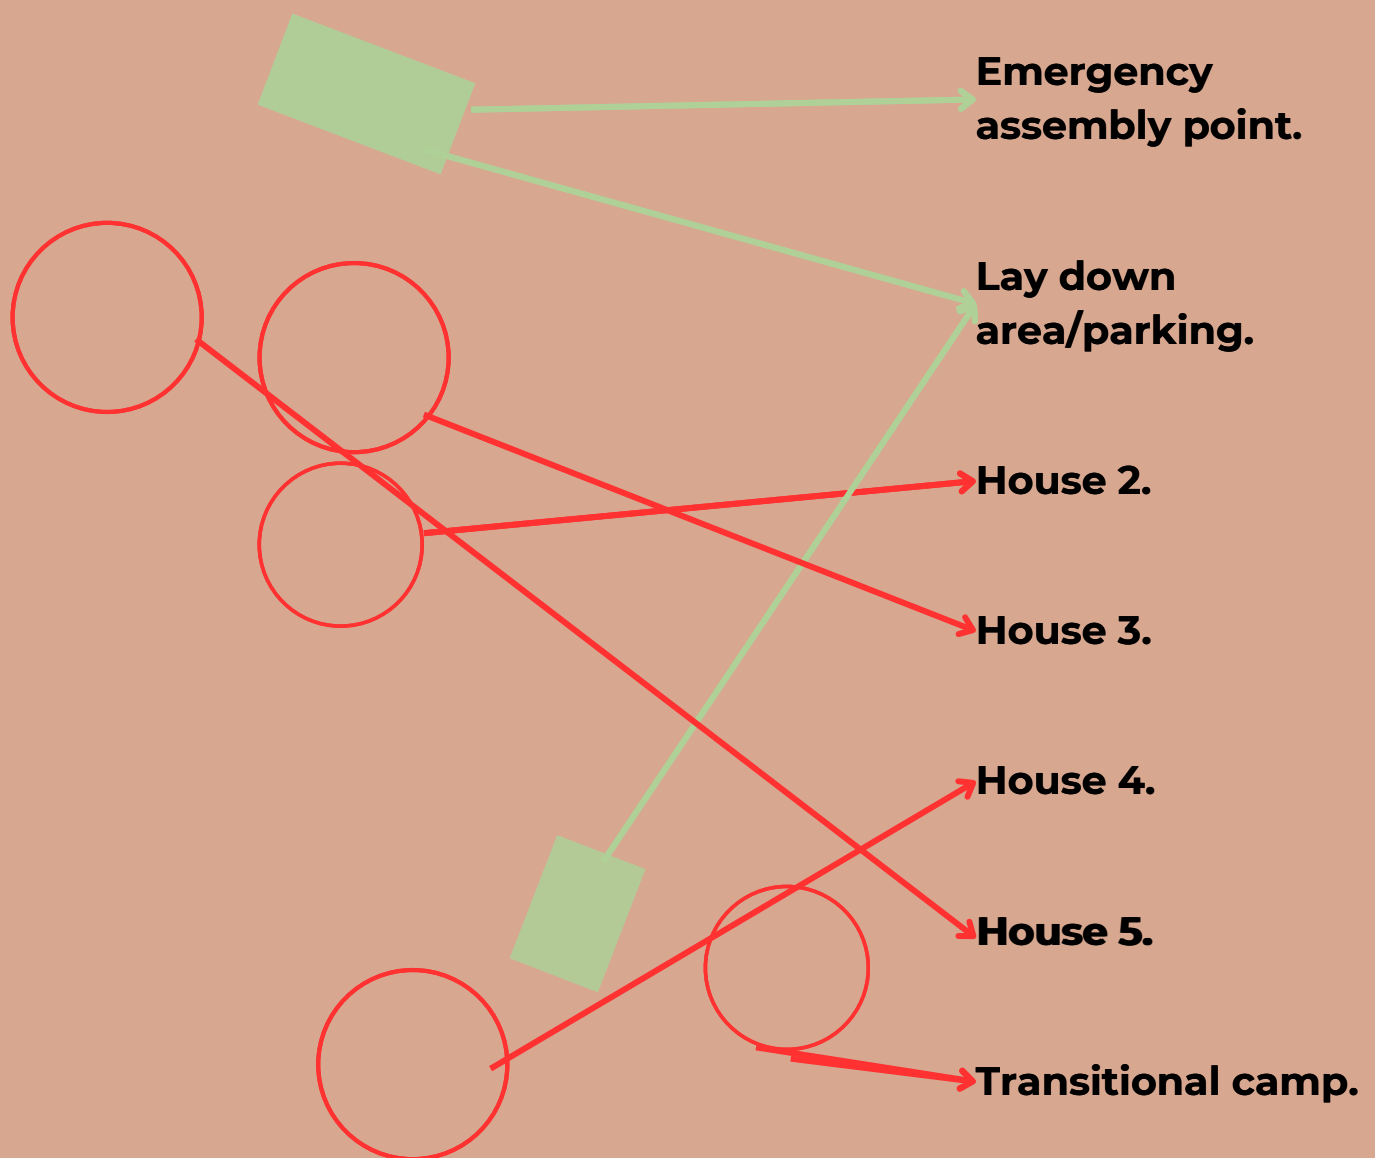 Emergency
assembly point.
Lay down
area/parking.
House 2.
House 3.
House 4.
House 5.
Transitional camp.